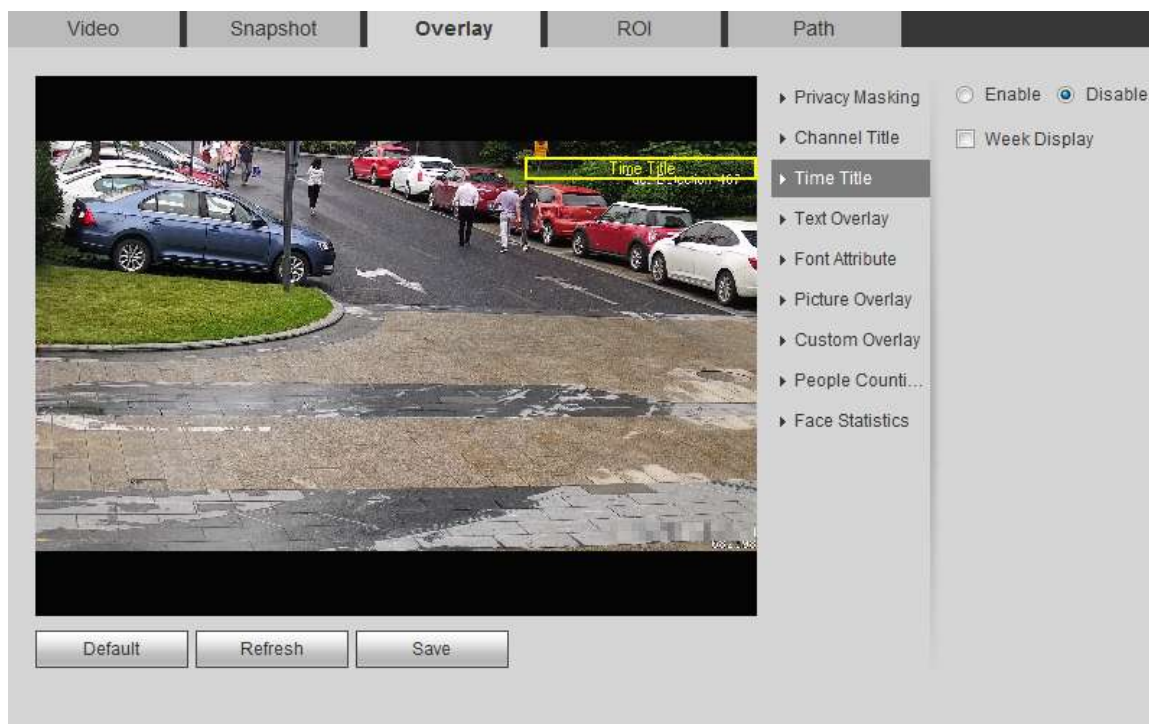 Video Snapshot Overlay ROI Path
Privacy Masking
Channel Title
Time Title
Text Overlay
Font Attribute
Picture Overlay
Custom Overlay
People Counti...
Face Statistics
Enable Disable
Week Display
Time Title
Default Refresh Save